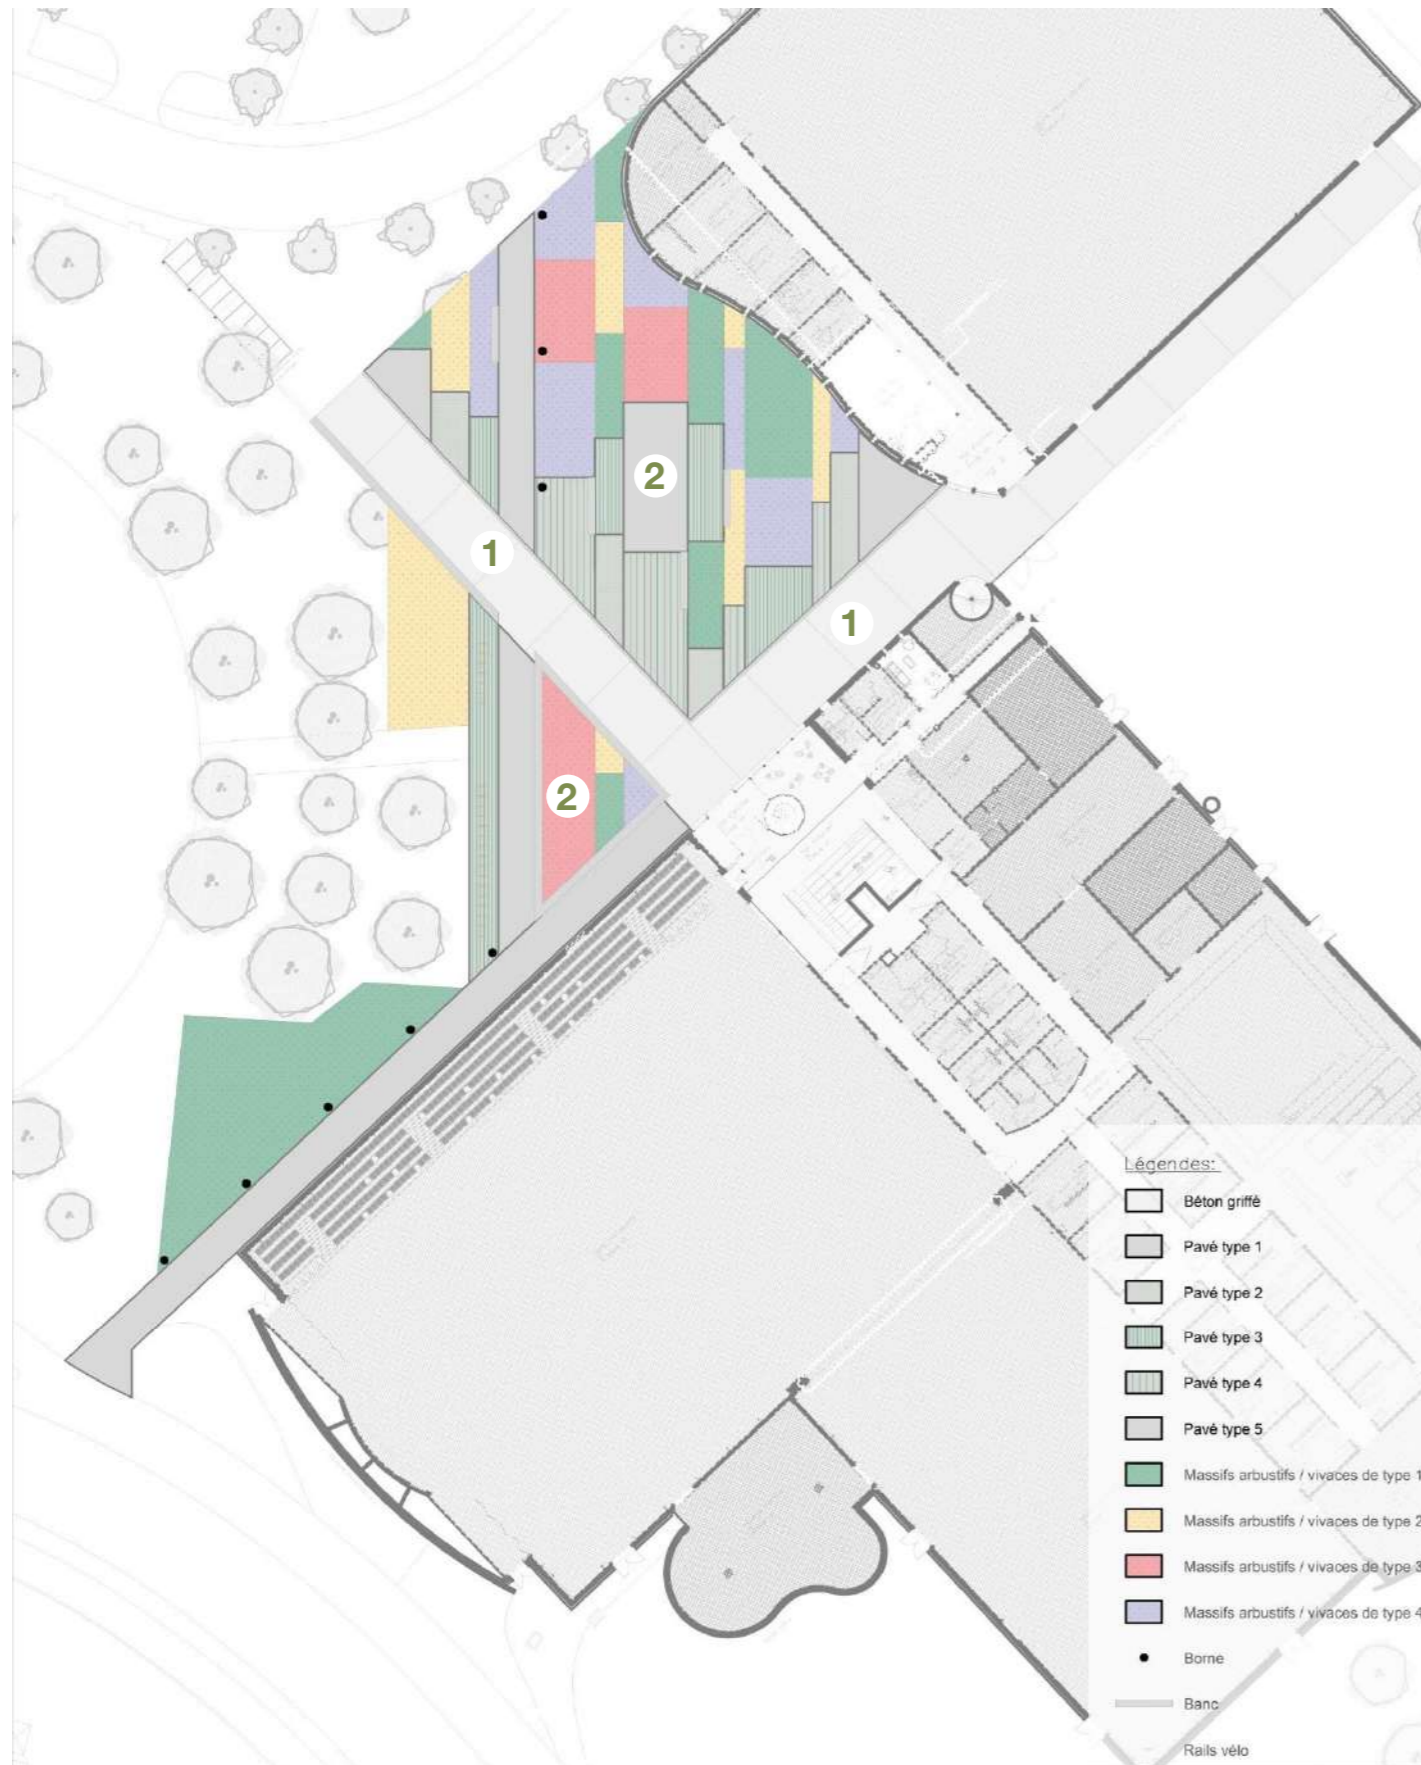 2
1
1
2
Légendes:
Béton griffé
Pavé type 1
Pavé type 2
Pavé type 3
Pavé type 4
Pavé type 5
Massifs arbustifs / vivaces de type 1
Massifs arbustifs / vivaces de type 2
Massifs arbustifs / vivaces de type 3
Massifs arbustifs / vivaces de type 4
Borne
Banc
Rails vélo